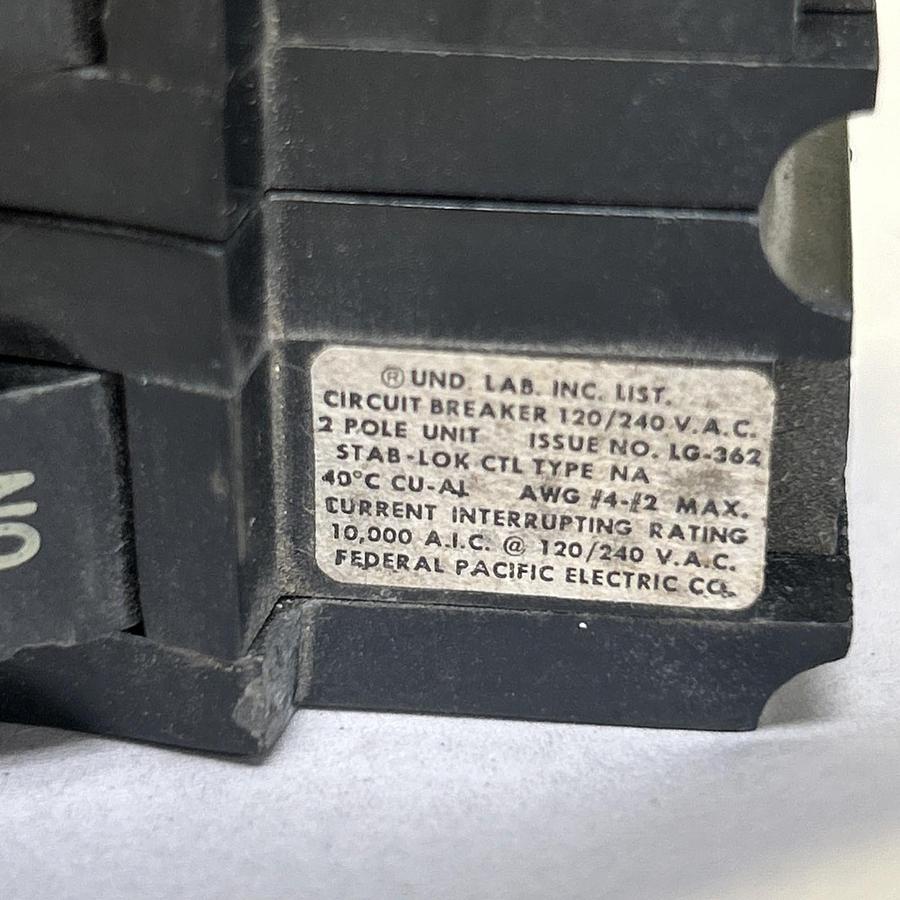 ® UND. LAB. INC. LIST.
CIRCUIT BREAKER 120/240 V.A.C.
2 POLE UNIT ISSUE NO. LG-362
STAB-LOK CTL TYPE NA
40°C CU-AL AWG #4-#2 MAX.
CURRENT INTERRUPTING RATING
10,000 A.I.C. @ 120/240 V.A.C.
FEDERAL PACIFIC ELECTRIC CO.